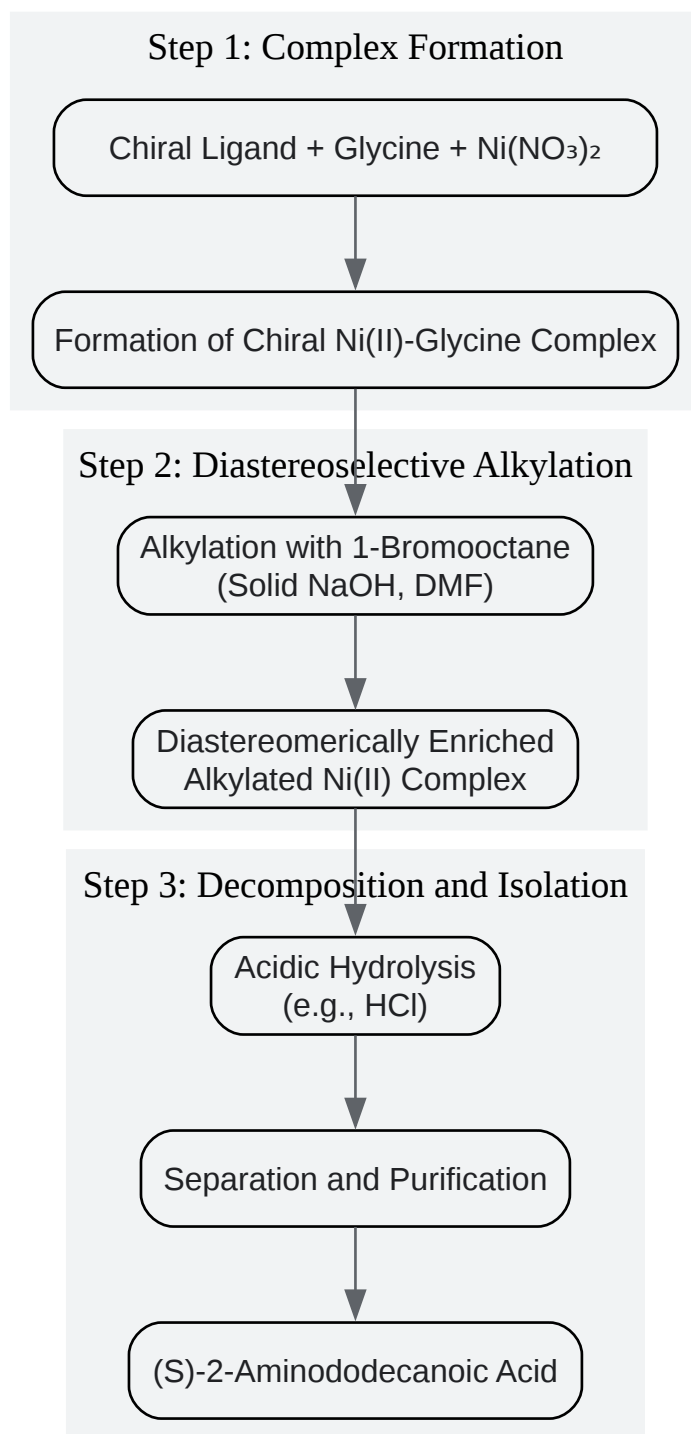 Step 1: Complex Formation
Chiral Ligand + Glycine + Ni(NO₃)₂
Formation of Chiral Ni(II)-Glycine Complex
Step 2: Diastereoselective Alkylation
Alkylation with 1-Bromooctane
(Solid NaOH, DMF)
Diastereomerically Enriched
Alkylated Ni(II) Complex
Step 3: Decomposition and Isolation
Acidic Hydrolysis
(e.g., HCl)
Separation and Purification
(S)-2-Aminododecanoic Acid